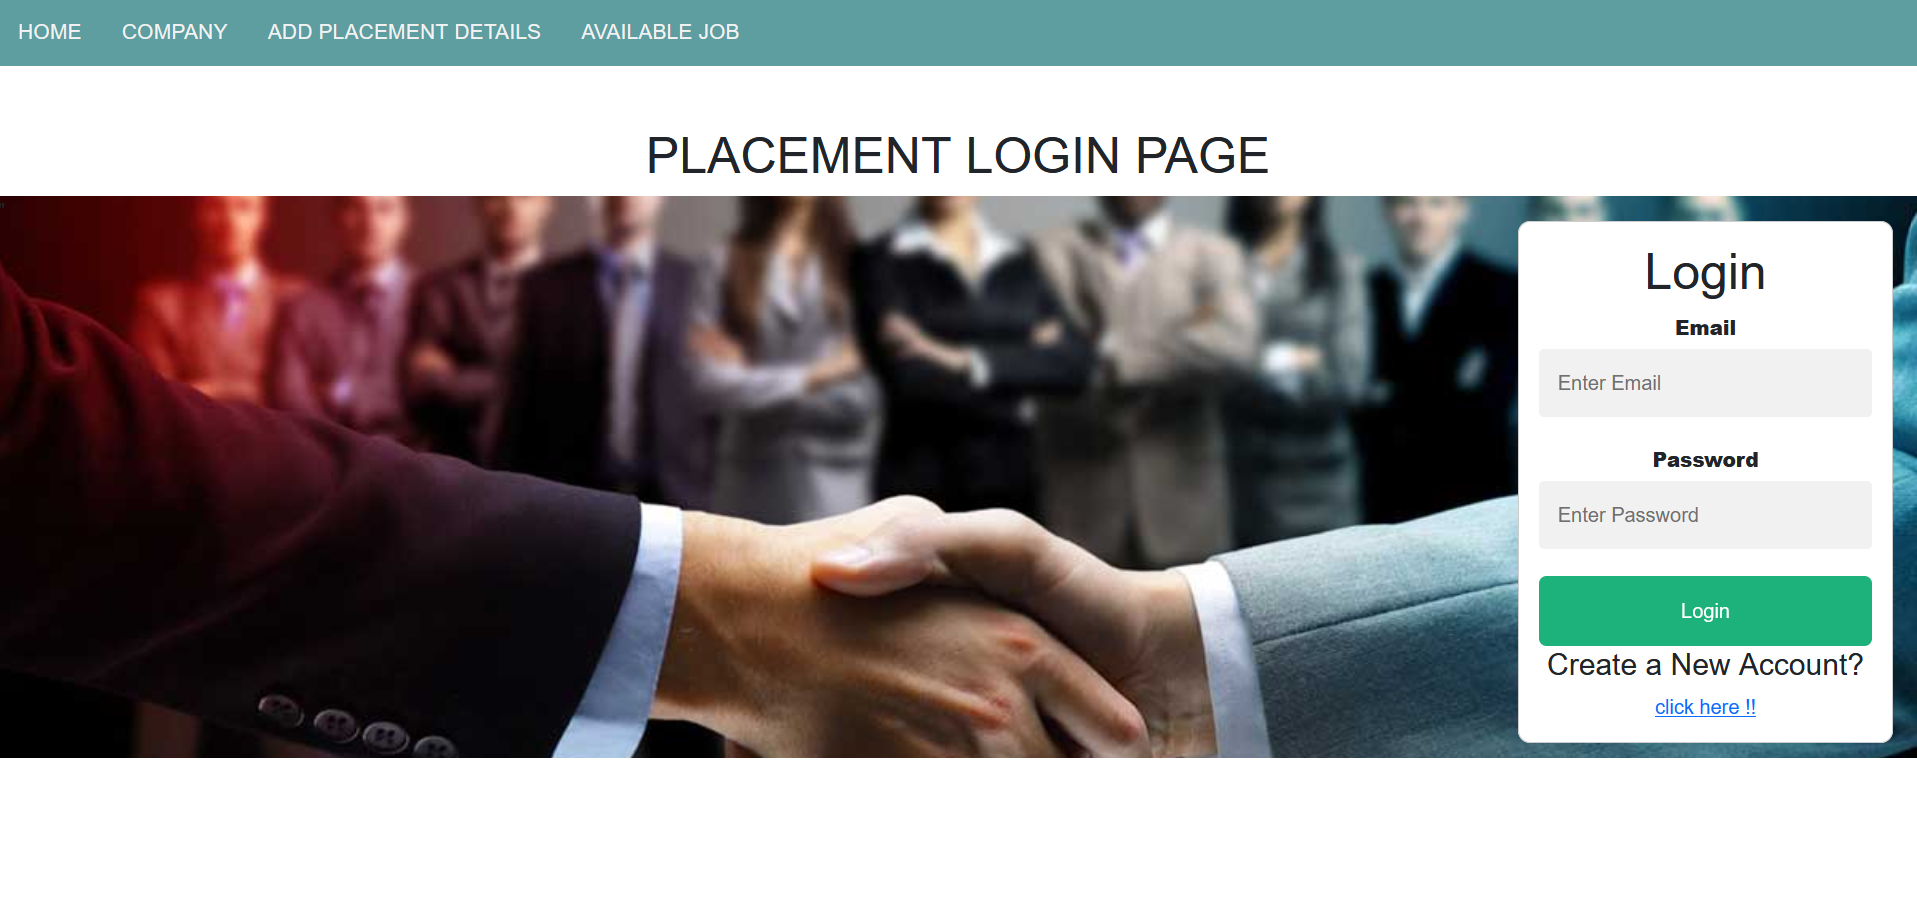 HOME COMPANY ADD PLACEMENT DETAILS AVAILABLE JOB
PLACEMENT LOGIN PAGE
"
Login
Email
Enter Email
Password
Enter Password
Login
Create a New Account?
click here !!